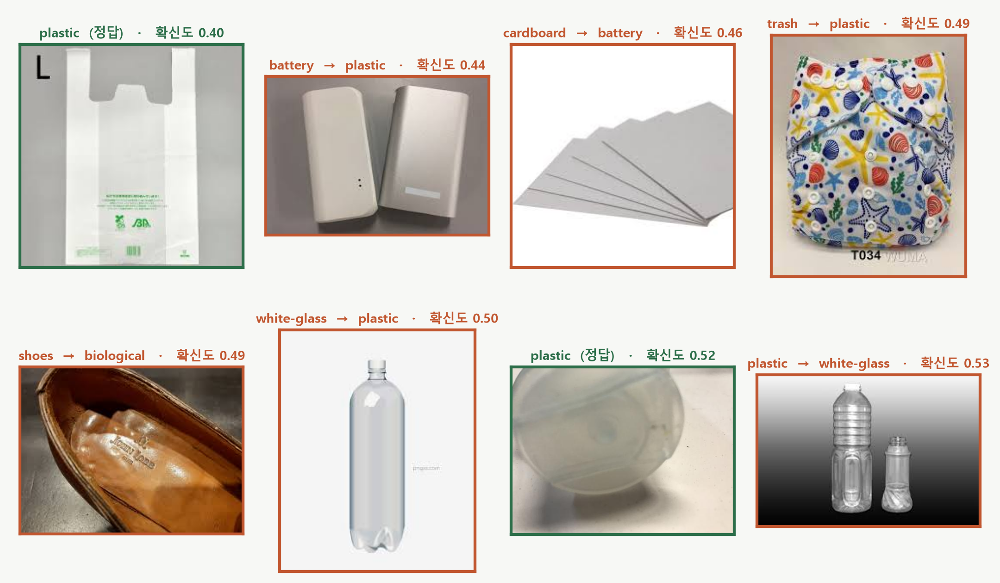 plastic (정답) · 확신도 0.40
battery → plastic · 확신도 0.44
cardboard → battery · 확신도 0.46
trash → plastic · 확신도 0.49
L
T034 WUMA
shoes → biological · 확신도 0.49
white-glass → plastic · 확신도 0.50
plastic (정답) · 확신도 0.52
plastic → white-glass · 확신도 0.53
JOHN LOBB